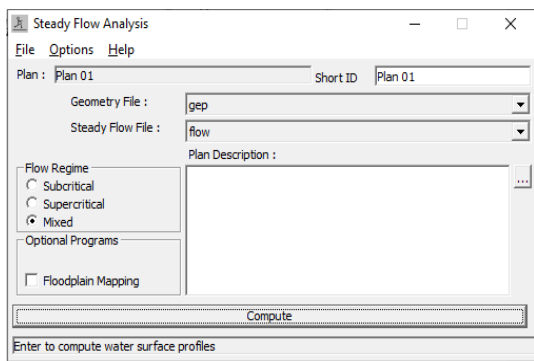 Steady Flow Analysis
File Options Help
Plan : Plan 01 Short ID Plan 01
Geometry File : gep
Steady Flow File : flow
Plan Description :
Flow Regime
Subcritical
Supercritical
Mixed
Optional Programs
Floodplain Mapping
...
Compute
Enter to compute water surface profiles